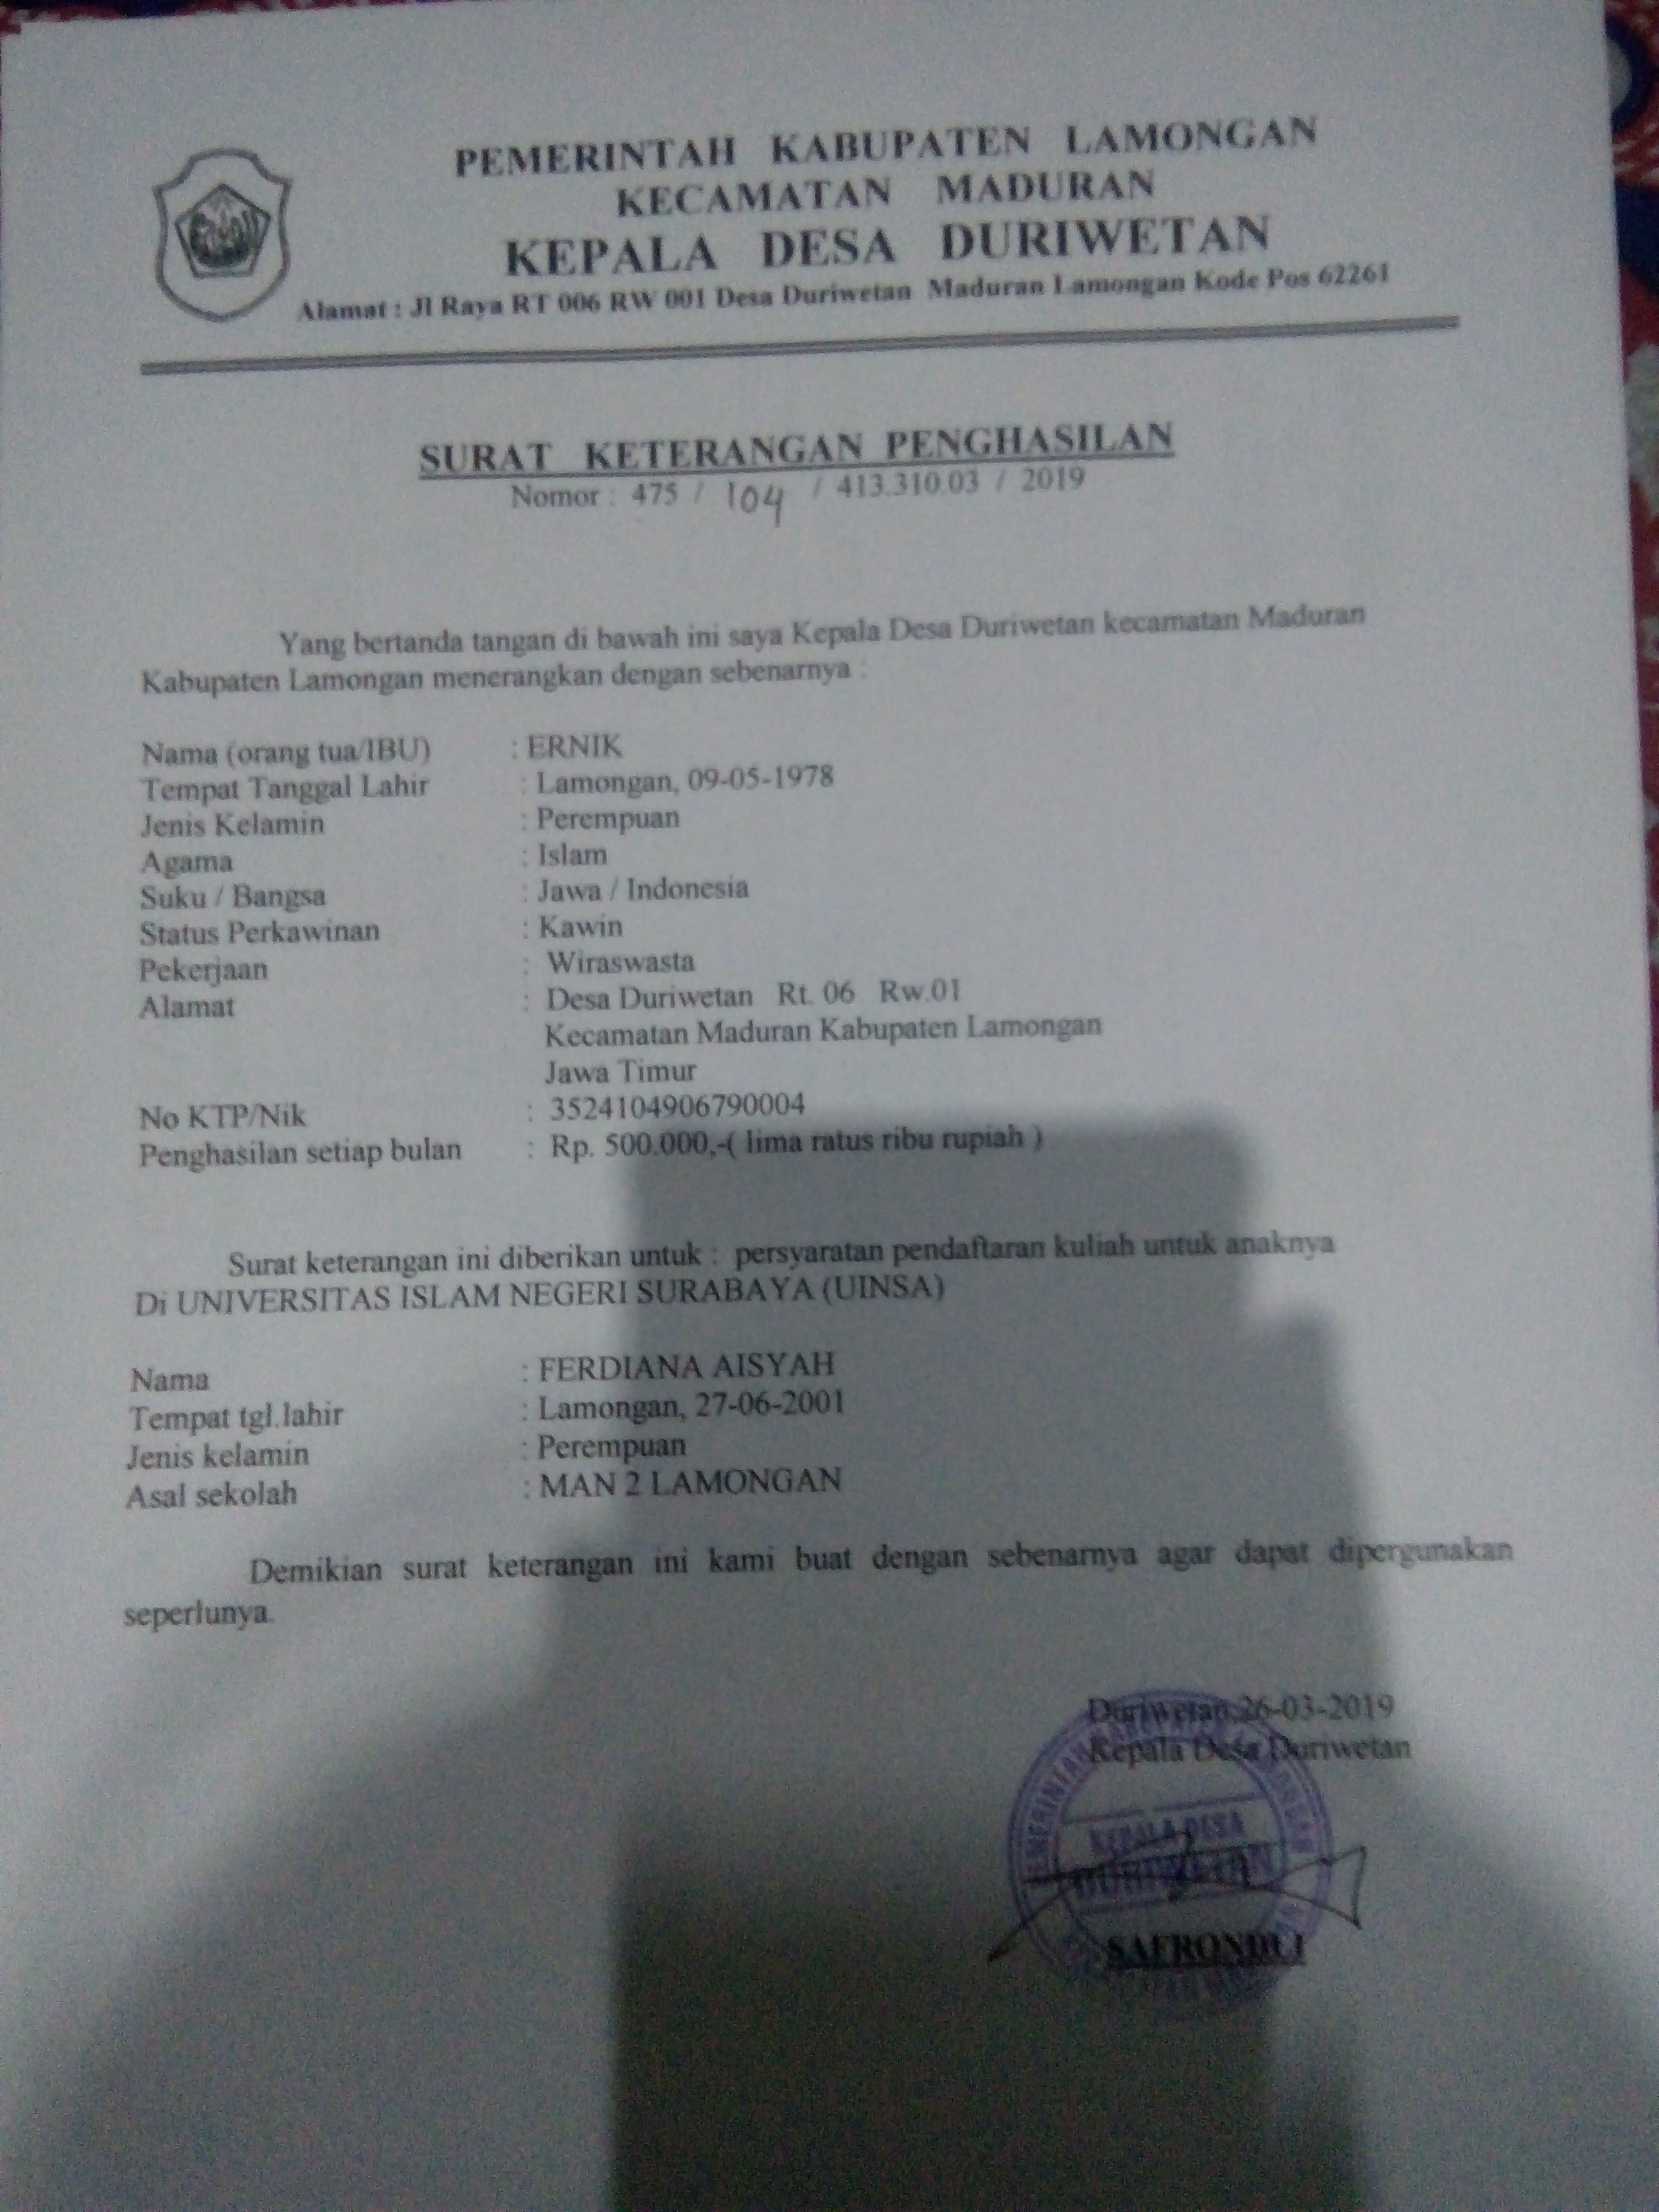 PEMERINTAH KABUPATEN LAMONGAN
KECAMATAN MADURAN
KEPALA DESA DURIWETAN
Alamat : Jl Raya RT 006 RW 001 Desa Duriwetan Maduran Lamongan Kode Pos 62261
SURAT KETERANGAN PENGHASILAN
Nomor : 475 / 104 / 413.310.03 / 2019
Yang bertanda tangan di bawah ini saya Kepala Desa Duriwetan kecamatan Maduran
Kabupaten Lamongan menerangkan dengan sebenarnya :
Nama (orang tua/IBU) : ERNIK
Tempat Tanggal Lahir : Lamongan, 09-05-1978
Jenis Kelamin : Perempuan
Agama : Islam
Suku / Bangsa : Jawa / Indonesia
Status Perkawinan : Kawin
Pekerjaan : Wiraswasta
Alamat : Desa Duriwetan Rt. 06 Rw.01
Kecamatan Maduran Kabupaten Lamongan
Jawa Timur
No KTP/Nik : 3524104906790004
Penghasilan setiap bulan : Rp. 500.000,-( lima ratus ribu rupiah )
Surat keterangan ini diberikan untuk : persyaratan pendaftaran kuliah untuk anaknya
Di UNIVERSITAS ISLAM NEGERI SURABAYA (UINSA)
Nama : FERDIANA AISYAH
Tempat tgl.lahir : Lamongan, 27-06-2001
Jenis kelamin : Perempuan
Asal sekolah : MAN 2 LAMONGAN
Demikian surat keterangan ini kami buat dengan sebenarnya agar dapat dipergunakan
seperlunya.
Duriwetan,26-03-2019
Kepala Desa Duriwetan
KEPALA DESA
DURIWETAN